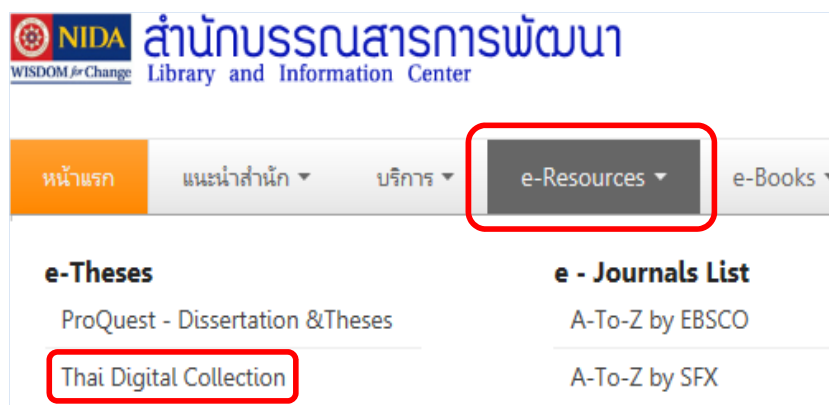 NIDA
WISDOM for Change
สำนักบรรณสารการพัฒนา
Library and Information Center
หน้าแรก แนะนำสำนัก บริการ e-Resources e-Books
e-Theses
ProQuest - Dissertation &Theses
Thai Digital Collection
e - Journals List
A-To-Z by EBSCO
A-To-Z by SFX